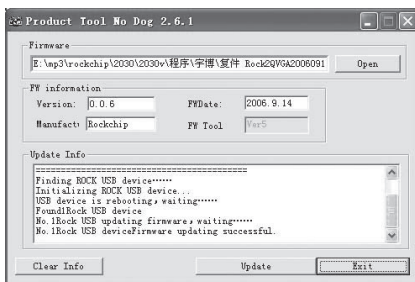 Product Tool No Dog 2.6.1
Firmware
E:\mp3\rockchip\2030\2030v\程序\宇博\复件 Rock2QVGA2006091
Open
FW information
Version: 0.0.6
FWDate: 2006.9.14
Manufactı Rockchip
FW Tool Ver5
Update Info
============================================
Finding ROCK USB device······
Initializing ROCK USB device...
USB device is rebooting，waiting······
Found1Rock USB device
No.1Rock USB updating firmware，waiting······
No.1Rock USB deviceFirmware updating successful.
Clear Info
Update
Exit